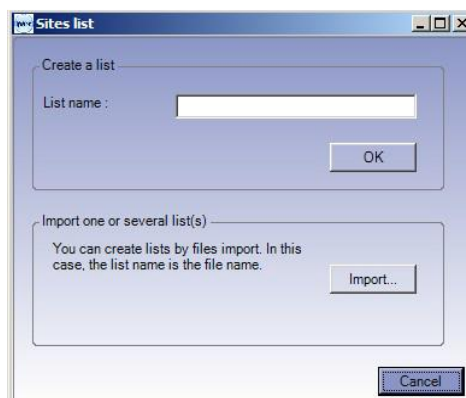 Sites list
Create a list
List name :
OK
Import one or several list(s)
You can create lists by files import. In this
case, the list name is the file name.
Import...
Cancel